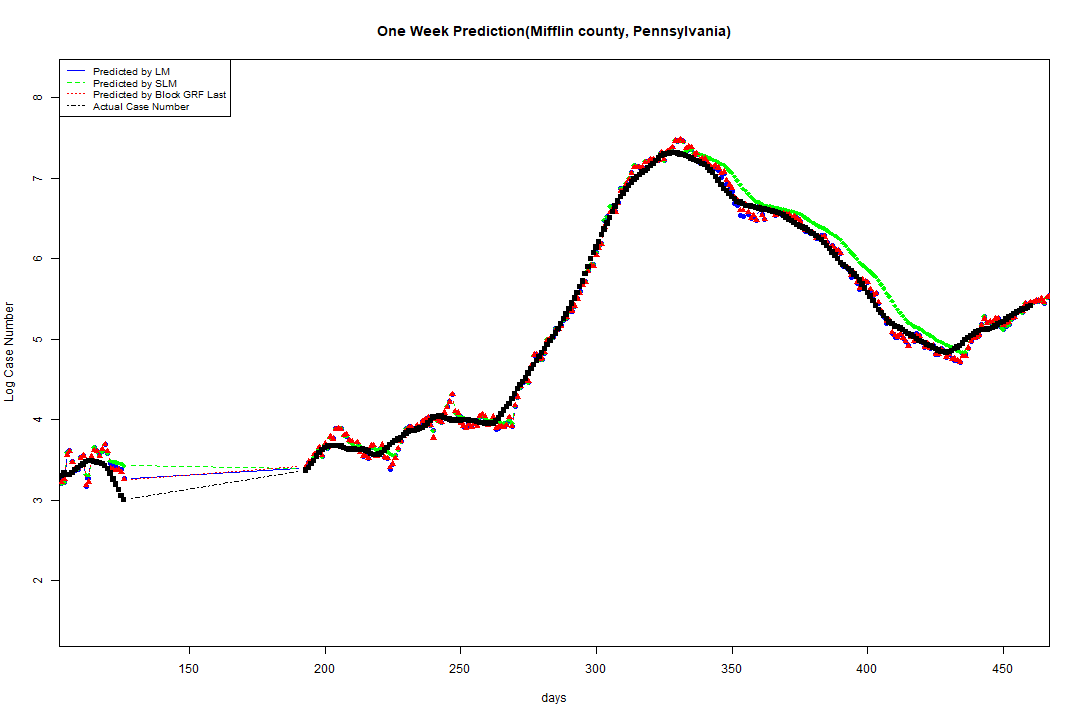 One Week Prediction(Mifflin county, Pennsylvania)
Predicted by LM
Predicted by SLM
Predicted by Block GRF Last
Actual Case Number
8
7
6
5
4
3
2
Log Case Number
150 200 250 300 350 400 450
days